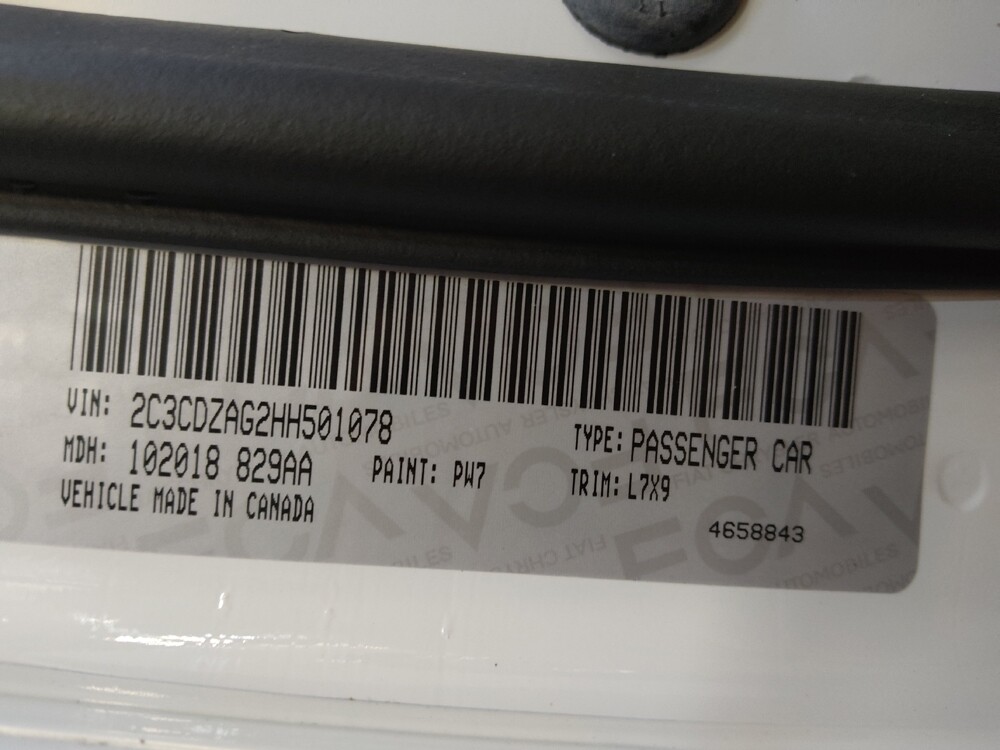 VIN: 2C3CDZAG2HH501078
TYPE: PASSENGER CAR
MDH: 102018 829AA
PAINT: PW7
TRIM: L7X9
VEHICLE MADE IN CANADA
4658843